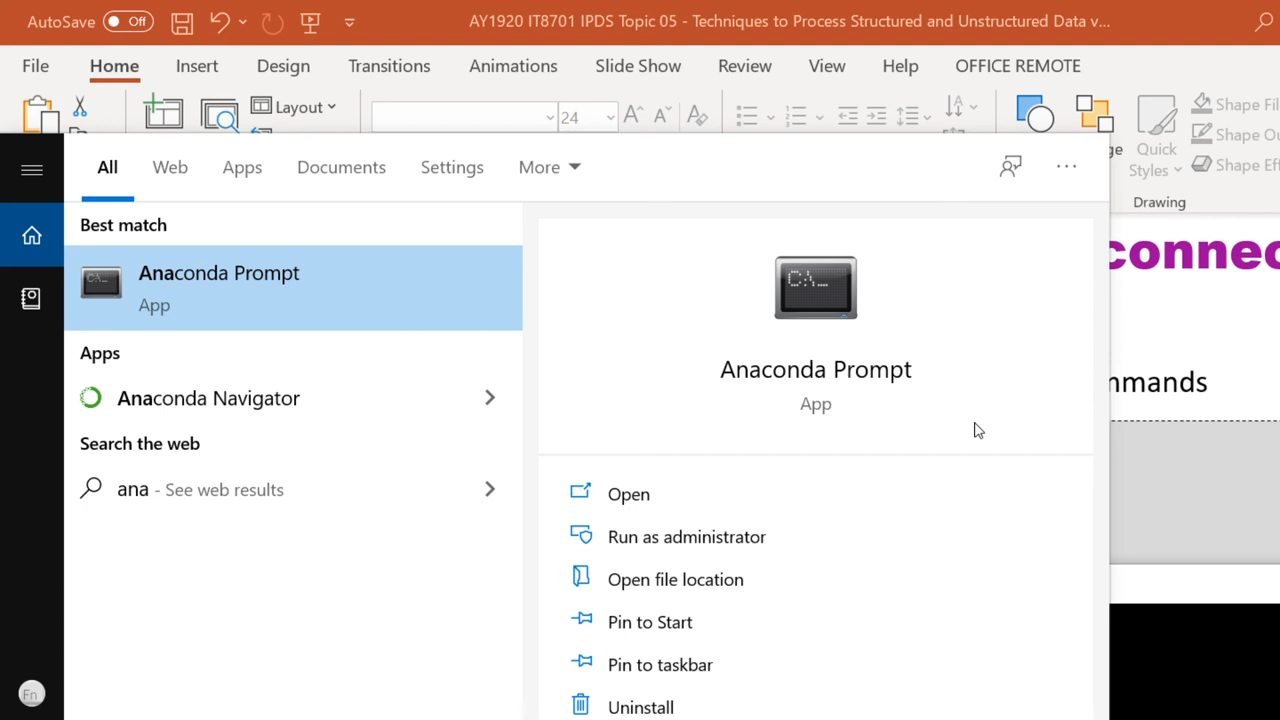 AutoSave Off AY1920 IT8701 IPDS Topic 05 - Techniques to Process Structured and Unstructured Data v...
File Home Insert Design Transitions Animations Slide Show Review View Help OFFICE REMOTE
Layout 24 Shape Fil
Shape Ou
Quick
Styles Shape Eff
Drawing
All Web Apps Documents Settings More
Best match
Anaconda Prompt
App
Apps
Anaconda Navigator
Search the web
ana - See web results
C:\_
Anaconda Prompt
App
Open
Run as administrator
Open file location
Pin to Start
Pin to taskbar
Uninstall
connec
mmands
Fn